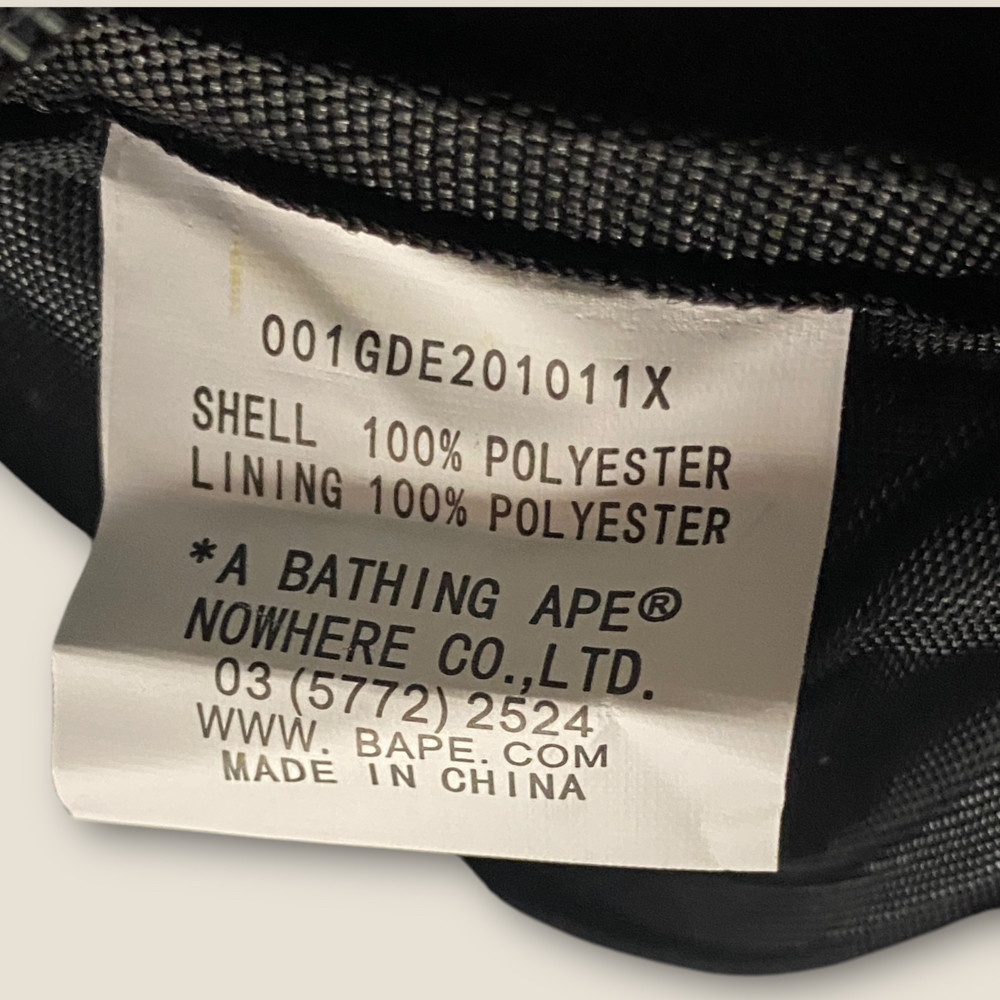 001GDE201011X
SHELL 100% POLYESTER
LINING 100% POLYESTER
*A BATHING APE®
NOWHERE CO.,LTD.
03 (5772) 2524
WWW. BAPE. COM
MADE IN CHINA